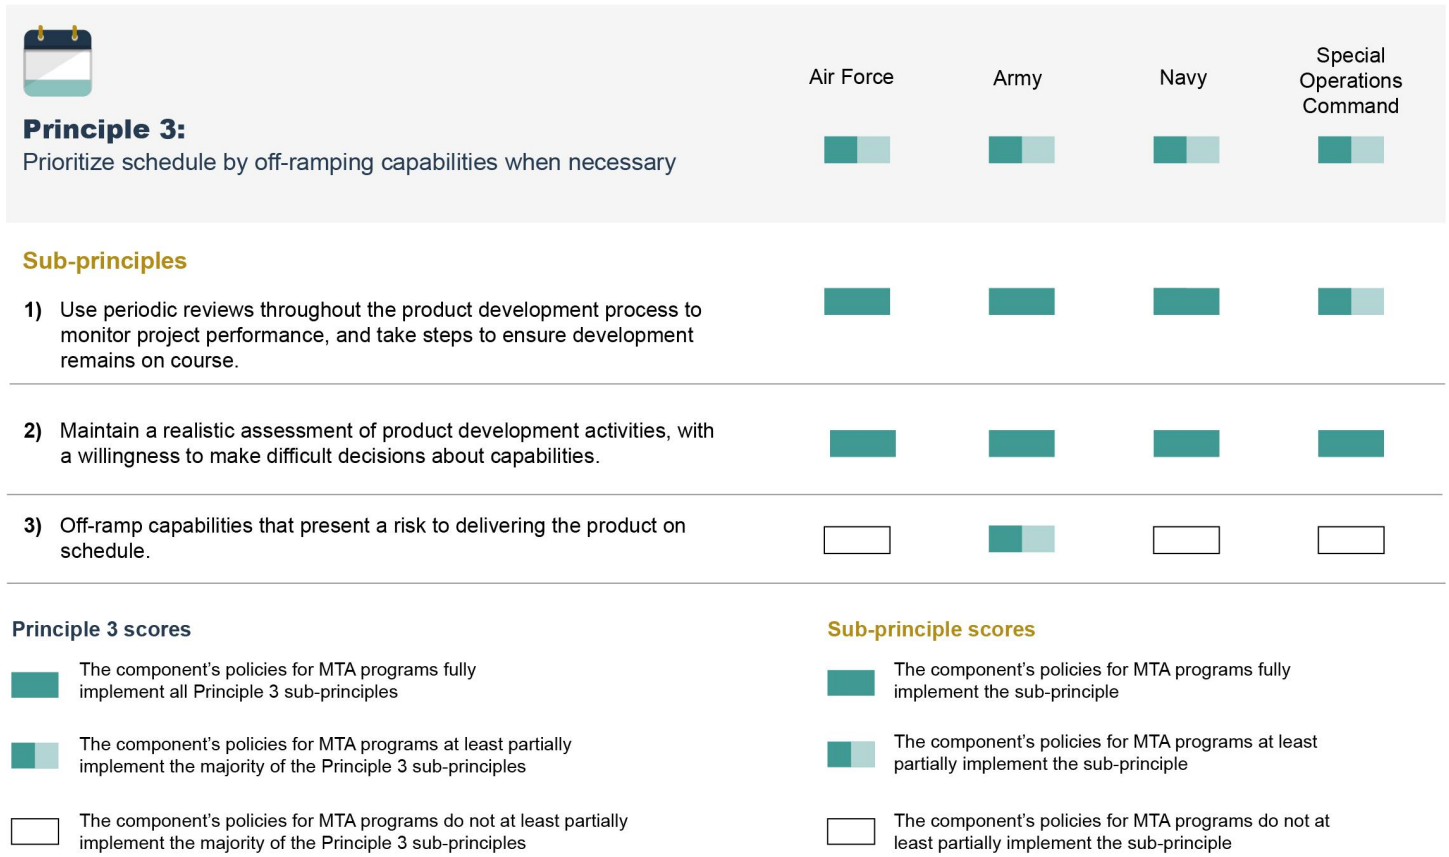 Air Force
Army
Navy
Special
Operations
Command
Principle 3:
Prioritize schedule by off-ramping capabilities when necessary
Sub-principles
1) Use periodic reviews throughout the product development process to
monitor project performance, and take steps to ensure development
remains on course.
2) Maintain a realistic assessment of product development activities, with
a willingness to make difficult decisions about capabilities.
3) Off-ramp capabilities that present a risk to delivering the product on
schedule.
Principle 3 scores
The component’s policies for MTA programs fully
implement all Principle 3 sub-principles
The component’s policies for MTA programs at least partially
implement the majority of the Principle 3 sub-principles
The component’s policies for MTA programs do not at least partially
implement the majority of the Principle 3 sub-principles
Sub-principle scores
The component’s policies for MTA programs fully
implement the sub-principle
The component’s policies for MTA programs at least
partially implement the sub-principle
The component’s policies for MTA programs do not at
least partially implement the sub-principle